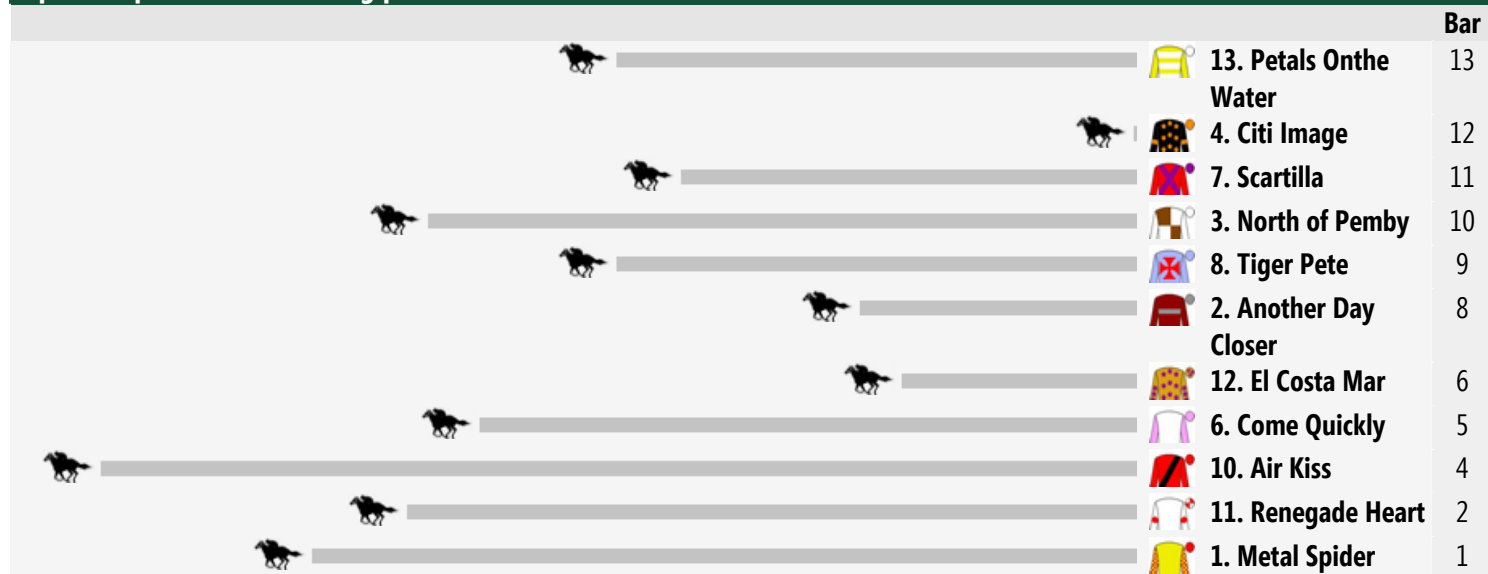 Bar
13. Petals Onthe 13
Water
4. Citi Image 12
7. Scartilla 11
3. North of Pemby 10
8. Tiger Pete 9
2. Another Day 8
Closer
12. El Costa Mar 6
6. Come Quickly 5
10. Air Kiss 4
11. Renegade Heart 2
1. Metal Spider 1